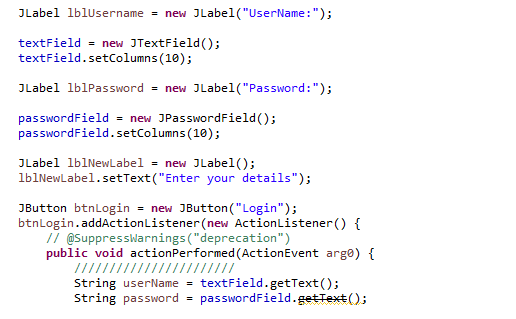 JLabel lblUsername = new JLabel("UserName:");
textField = new JTextField();
textField.setColumns(10);
JLabel lblPassword = new JLabel("Password:");
passwordField = new JPasswordField();
passwordField.setColumns(10);
JLabel lblNewLabel = new JLabel();
lblNewLabel.setText("Enter your details");
JButton btnLogin = new JButton("Login");
btnLogin.addActionListener(new ActionListener() {
// @SuppressWarnings("deprecation")
public void actionPerformed(ActionEvent arg0) {
///////////////////////
String userName = textField.getText();
String password = passwordField.getText();